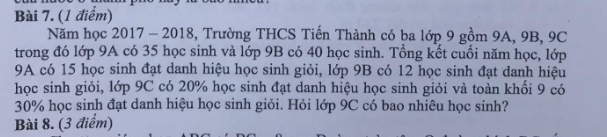 Bài 7. (1 điểm)
Năm học 2017 – 2018, Trường THCS Tiến Thành có ba lớp 9 gồm 9A, 9B, 9C
trong đó lớp 9A có 35 học sinh và lớp 9B có 40 học sinh. Tổng kết cuối năm học, lớp
9A có 15 học sinh đạt danh hiệu học sinh giỏi, lớp 9B có 12 học sinh đạt danh hiệu
học sinh giỏi, lớp 9C có 20% học sinh đạt danh hiệu học sinh giỏi và toàn khối 9 có
30% học sinh đạt danh hiệu học sinh giỏi. Hỏi lớp 9C có bao nhiêu học sinh?
Bài 8. (3 điểm)